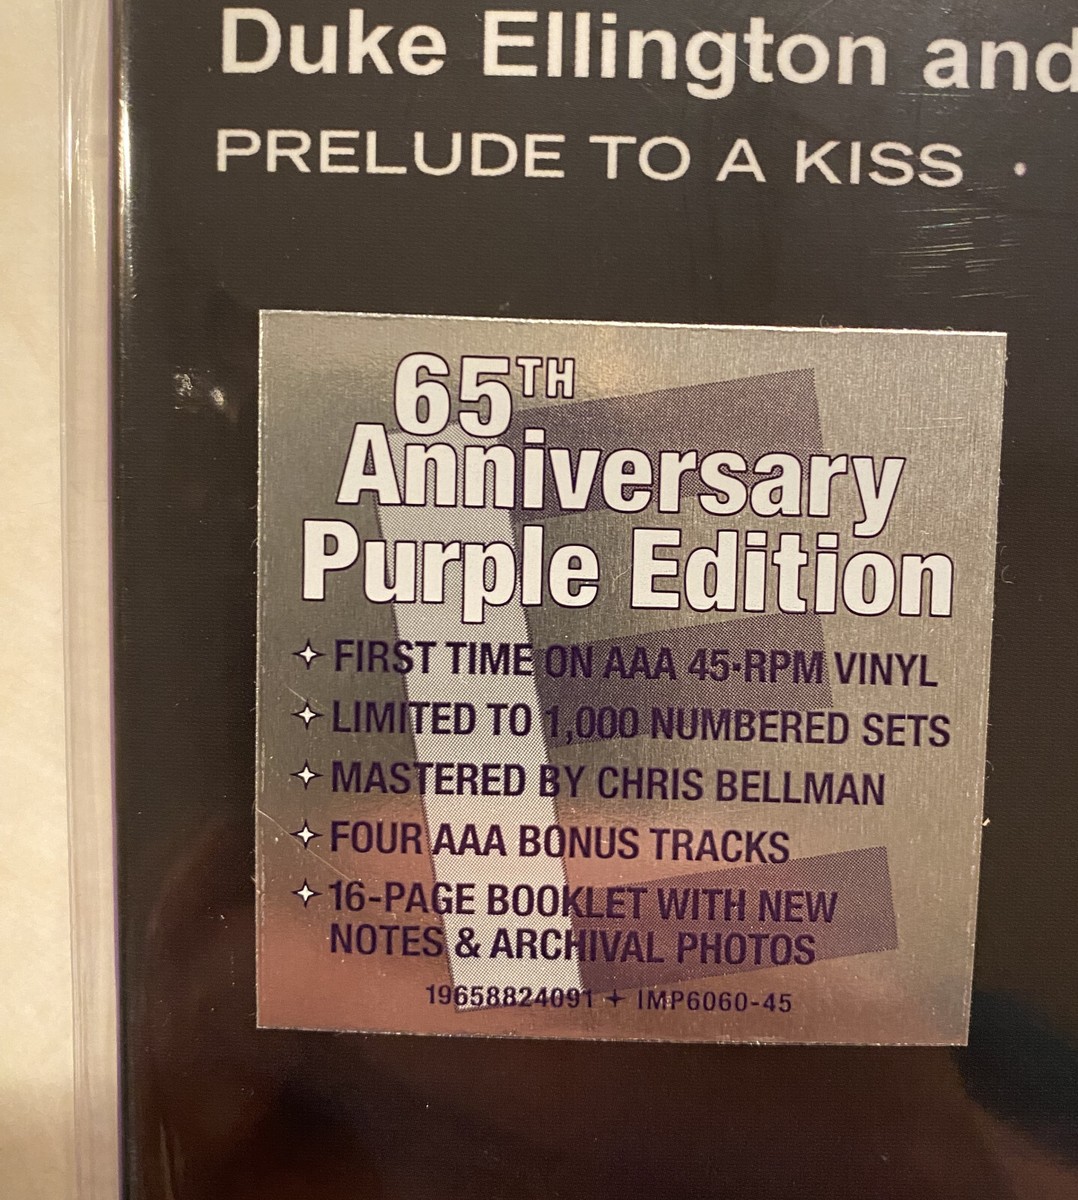 Duke Ellington and
PRELUDE TO A KISS •
65TH
Anniversary
Purple Edition
✦ FIRST TIME ON AAA 45•RPM VINYL
✦ LIMITED TO 1,000 NUMBERED SETS
✦ MASTERED BY CHRIS BELLMAN
✦ FOUR AAA BONUS TRACKS
✦ 16-PAGE BOOKLET WITH NEW
NOTES & ARCHIVAL PHOTOS
19658824091 ✦ IMP6060-45